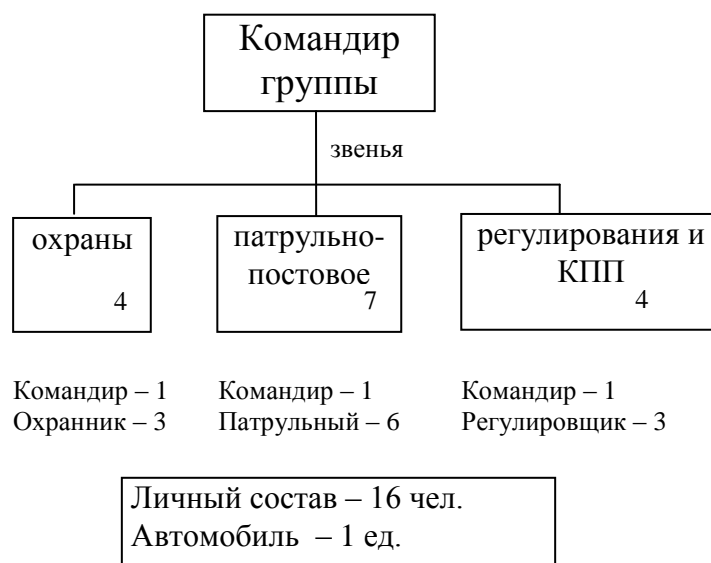 Командир
группы
звенья
охраны
4
патрульно-
постовое
7
регулирования и
КПП
4
Командир – 1
Охранник – 3
Командир – 1
Патрульный – 6
Командир – 1
Регулировщик – 3
Личный состав – 16 чел.
Автомобиль – 1 ед.